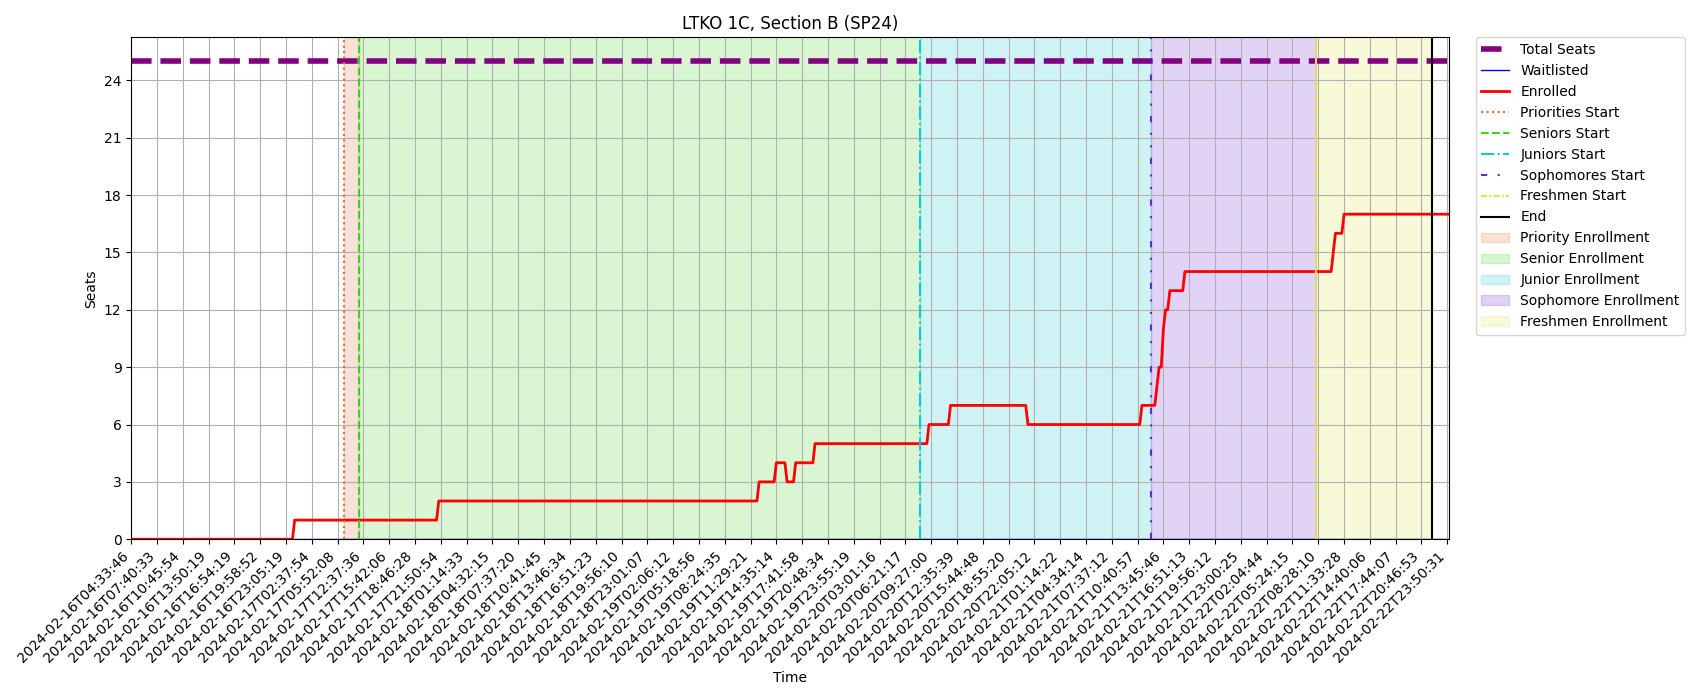 LTKO 1C, Section B (SP24)
Seats
24
21
18
15
12
9
6
3
0
2024-02-16T04:33:46
2024-02-16T07:40:33
2024-02-16T10:45:54
2024-02-16T13:50:19
2024-02-16T16:54:19
2024-02-16T19:58:52
2024-02-16T23:05:19
2024-02-17T02:37:54
2024-02-17T05:52:08
2024-02-17T12:37:36
2024-02-17T15:42:06
2024-02-17T18:46:28
2024-02-17T21:50:54
2024-02-18T01:14:33
2024-02-18T04:32:15
2024-02-18T07:37:20
2024-02-18T10:41:45
2024-02-18T13:46:34
2024-02-18T16:51:23
2024-02-18T19:56:10
2024-02-18T23:01:07
2024-02-19T02:06:12
2024-02-19T05:18:56
2024-02-19T08:24:35
2024-02-19T11:29:21
2024-02-19T14:35:14
2024-02-19T17:41:58
2024-02-19T20:48:34
2024-02-19T23:55:19
2024-02-20T03:01:16
2024-02-20T06:21:17
2024-02-20T09:27:00
2024-02-20T12:35:39
2024-02-20T15:44:48
2024-02-20T18:55:20
2024-02-20T22:05:12
2024-02-21T01:14:22
2024-02-21T04:34:14
2024-02-21T07:37:12
2024-02-21T10:40:57
2024-02-21T13:45:46
2024-02-21T16:51:13
2024-02-21T19:56:12
2024-02-21T23:00:25
2024-02-22T02:04:44
2024-02-22T05:24:15
2024-02-22T08:28:10
2024-02-22T11:33:28
2024-02-22T14:40:06
2024-02-22T17:44:07
2024-02-22T20:46:53
2024-02-22T23:50:31
Time
Total Seats
Waitlisted
Enrolled
Priorities Start
Seniors Start
Juniors Start
Sophomores Start
Freshmen Start
End
Priority Enrollment
Senior Enrollment
Junior Enrollment
Sophomore Enrollment
Freshmen Enrollment